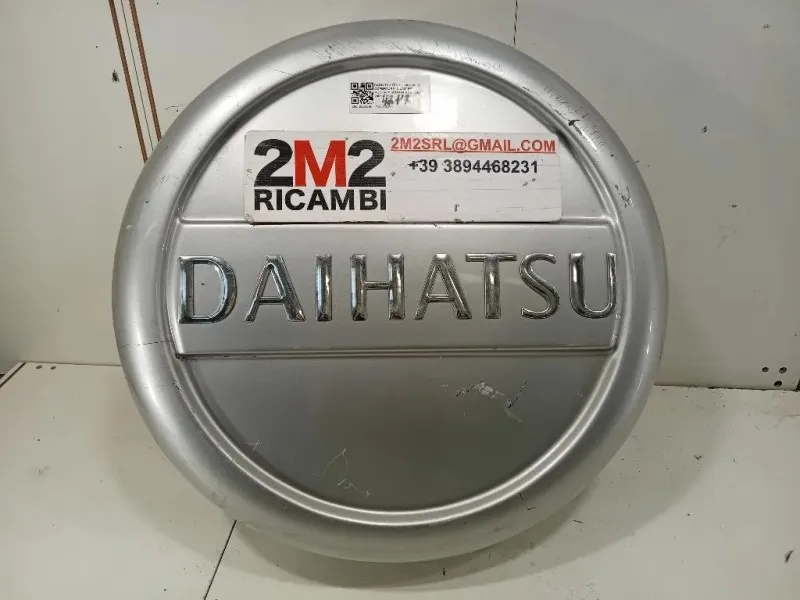 2M2
RICAMBI
2M2SRL@GMAIL.COM
+39 3894468231
DAIHATSU